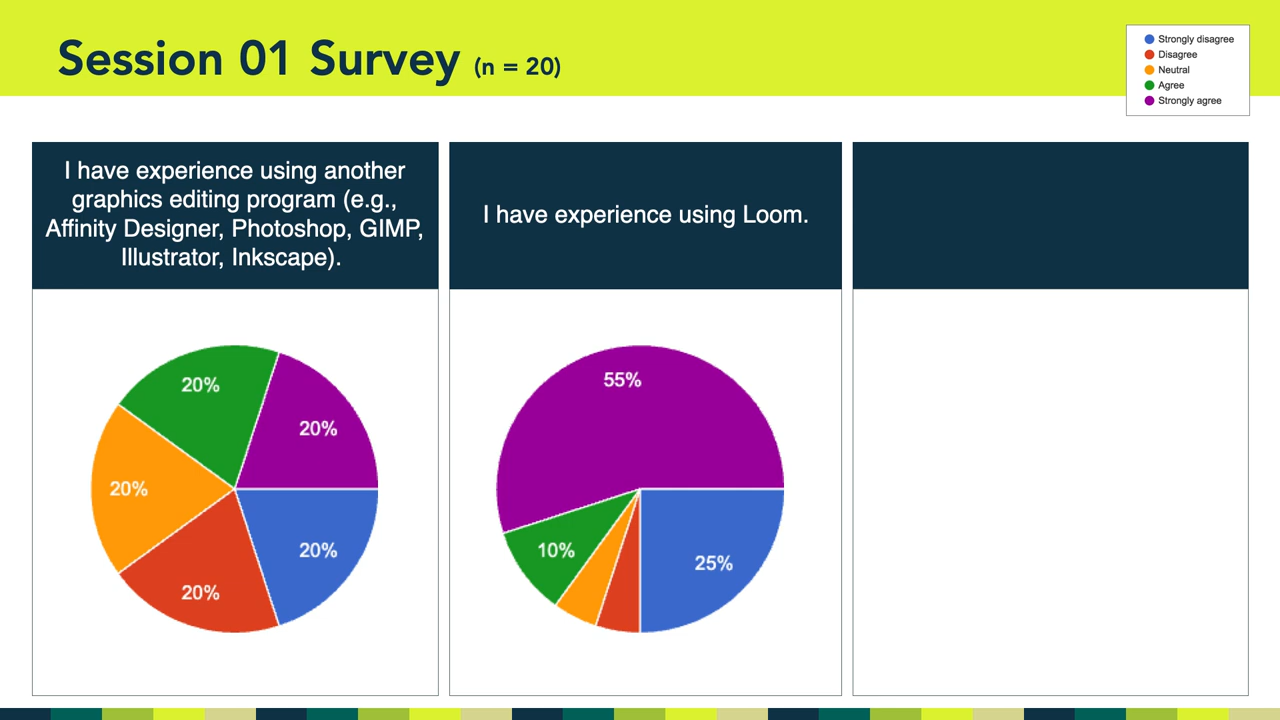 Session 01 Survey (n = 20)
Strongly disagree
Disagree
Neutral
Agree
Strongly agree
I have experience using another
graphics editing program (e.g.,
Affinity Designer, Photoshop, GIMP,
Illustrator, Inkscape).
20%
20%
20%
20%
20%
I have experience using Loom.
55%
10%
25%